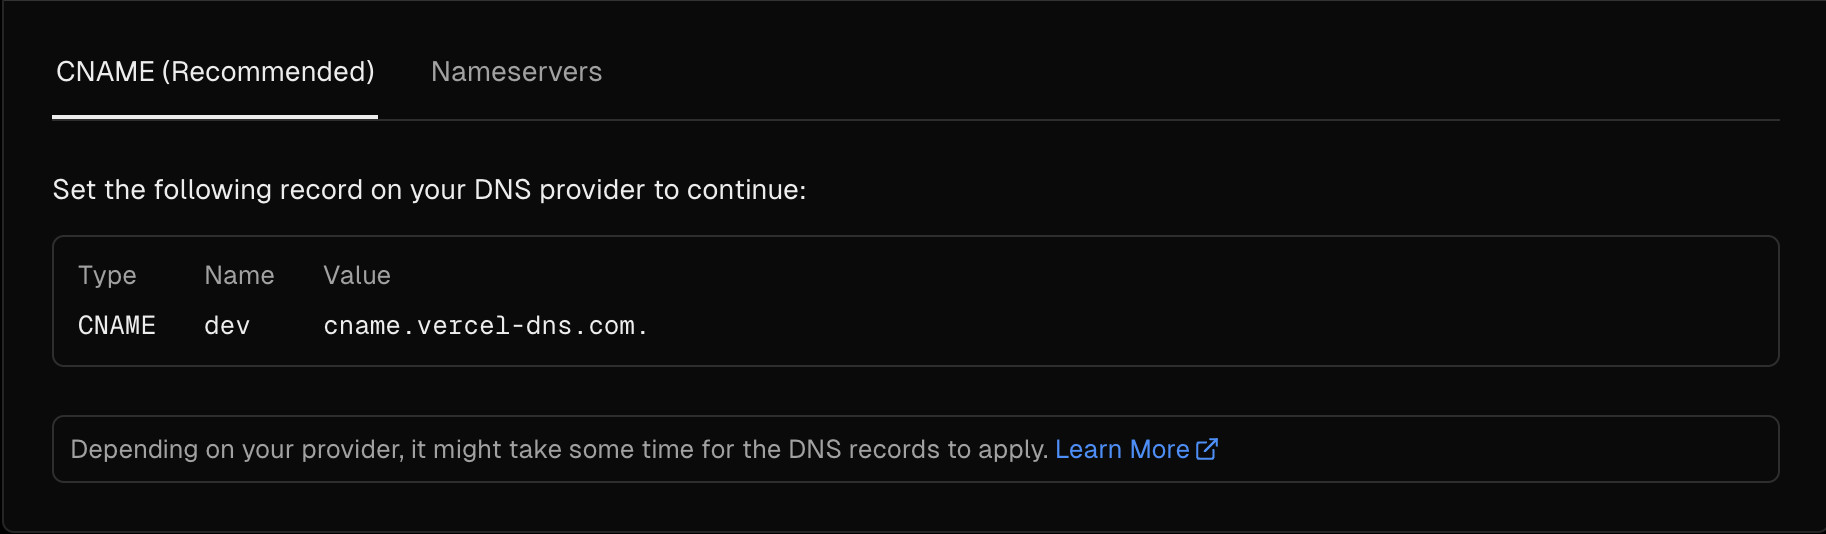 CNAME (Recommended) Nameservers
Set the following record on your DNS provider to continue:
Type Name Value
CNAME dev cname.vercel-dns.com.
Depending on your provider, it might take some time for the DNS records to apply. Learn More